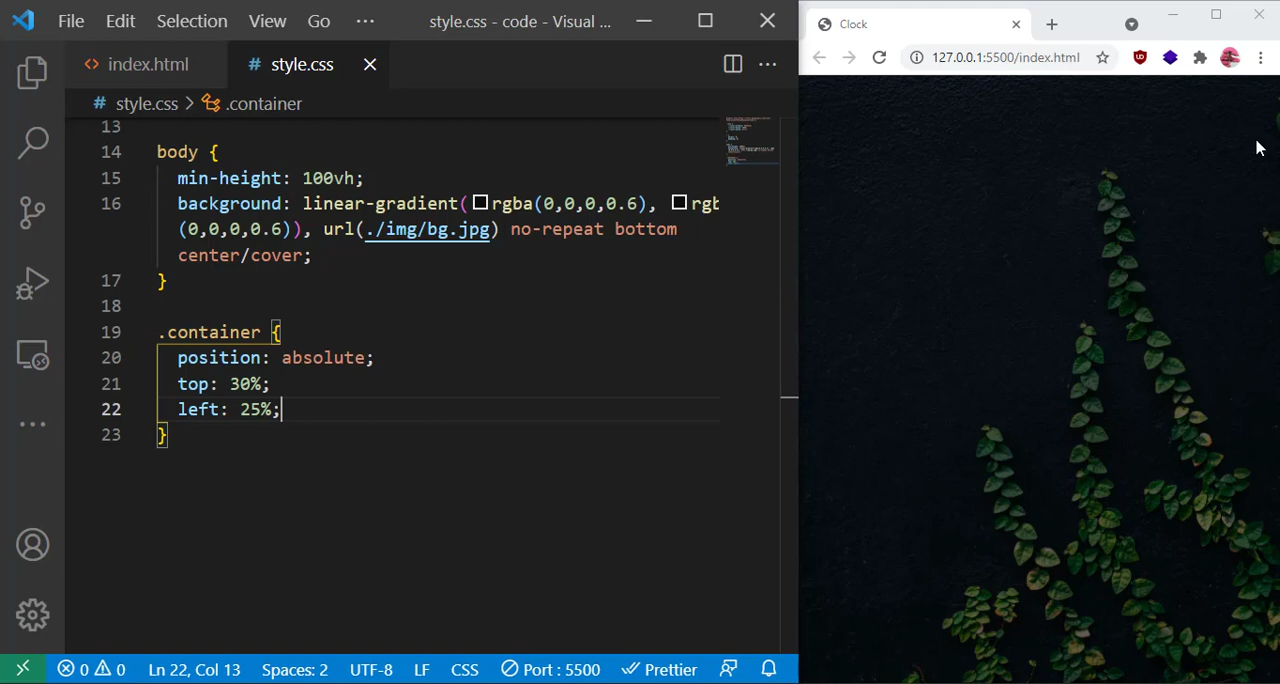 File Edit Selection View Go ··· style.css - code - Visual ...
<> index.html # style.css
# style.css > .container
13
14 body {
15 min-height: 100vh;
16 background: linear-gradient(rgba(0,0,0,0.6), rgb
(0,0,0,0.6)), url(./img/bg.jpg) no-repeat bottom
center/cover;
17 }
18
19 .container {
20 position: absolute;
21 top: 30%;
22 left: 25%;
23 }
0 0 Ln 22, Col 13 Spaces: 2 UTF-8 LF CSS Port : 5500 Prettier
Clock
127.0.0.1:5500/index.html